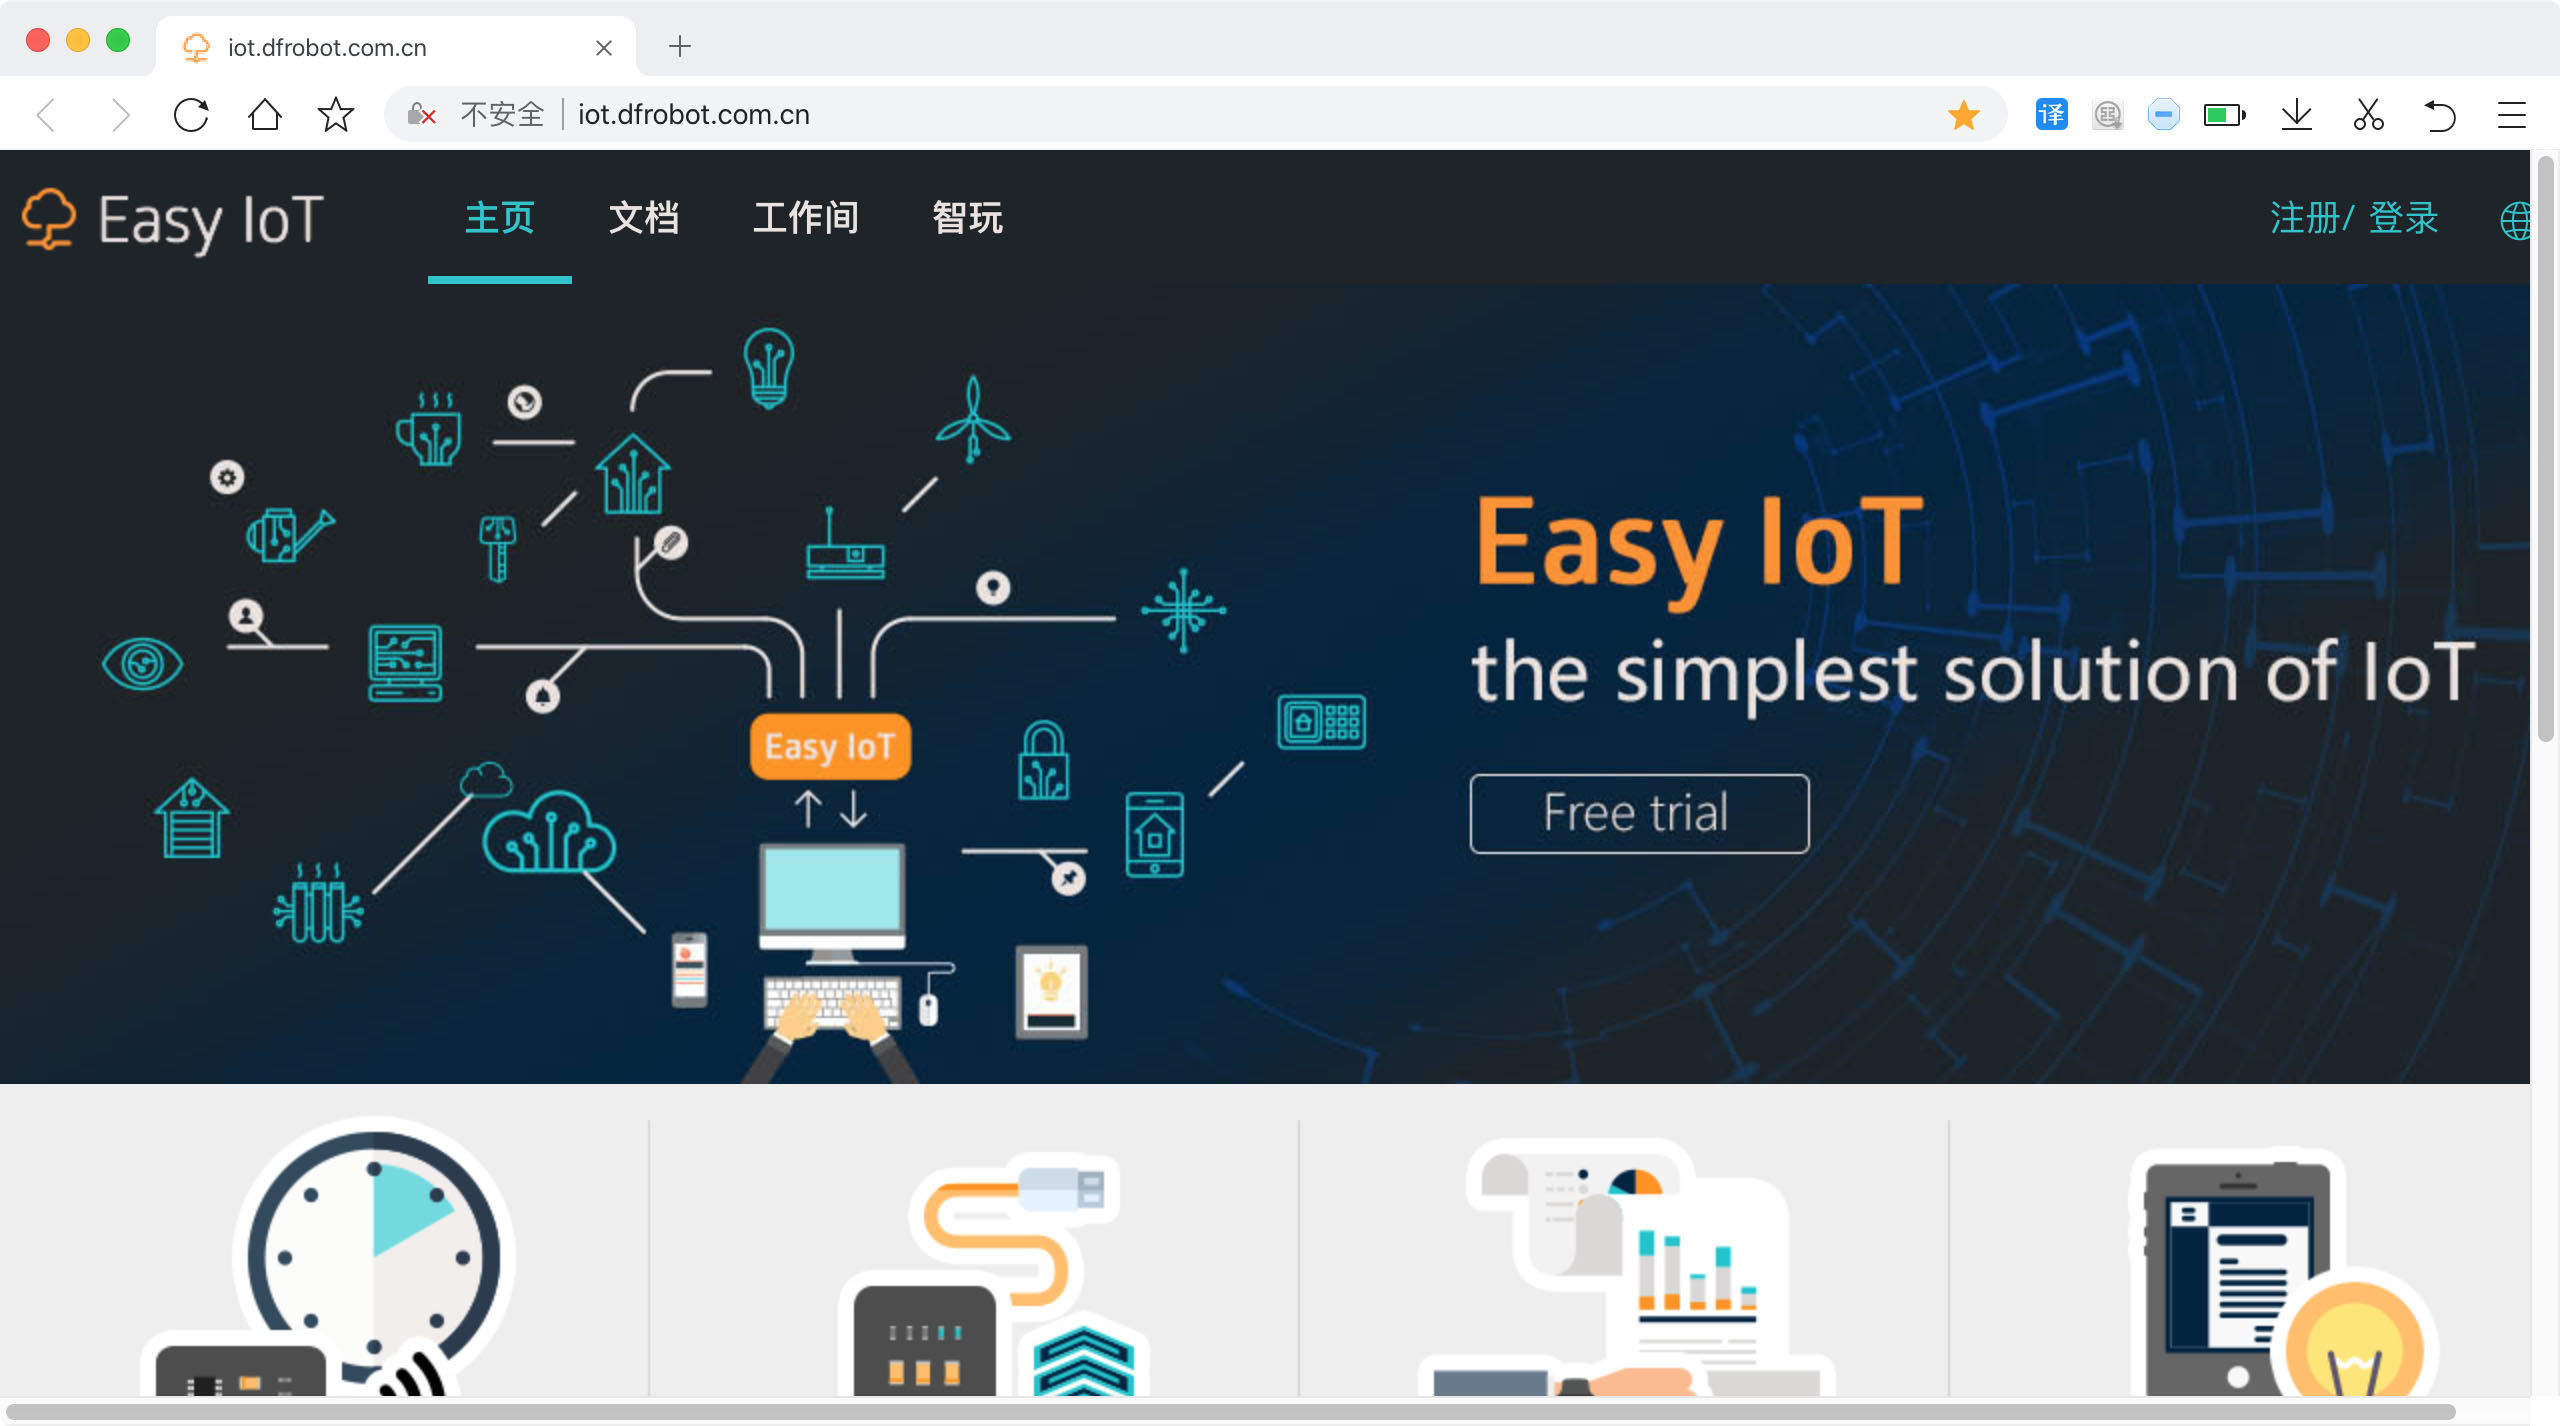 iot.dfrobot.com.cn
不安全 iot.dfrobot.com.cn
译
Easy IoT 主页 文档 工作间 智玩 注册/ 登录
Easy IoT
the simplest solution of IoT
Easy IoT
Free trial